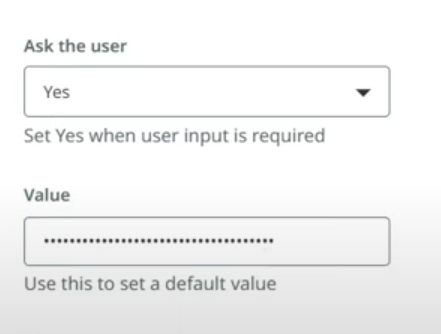 Ask the user
Yes
Set Yes when user input is required
Value
Use this to set a default value